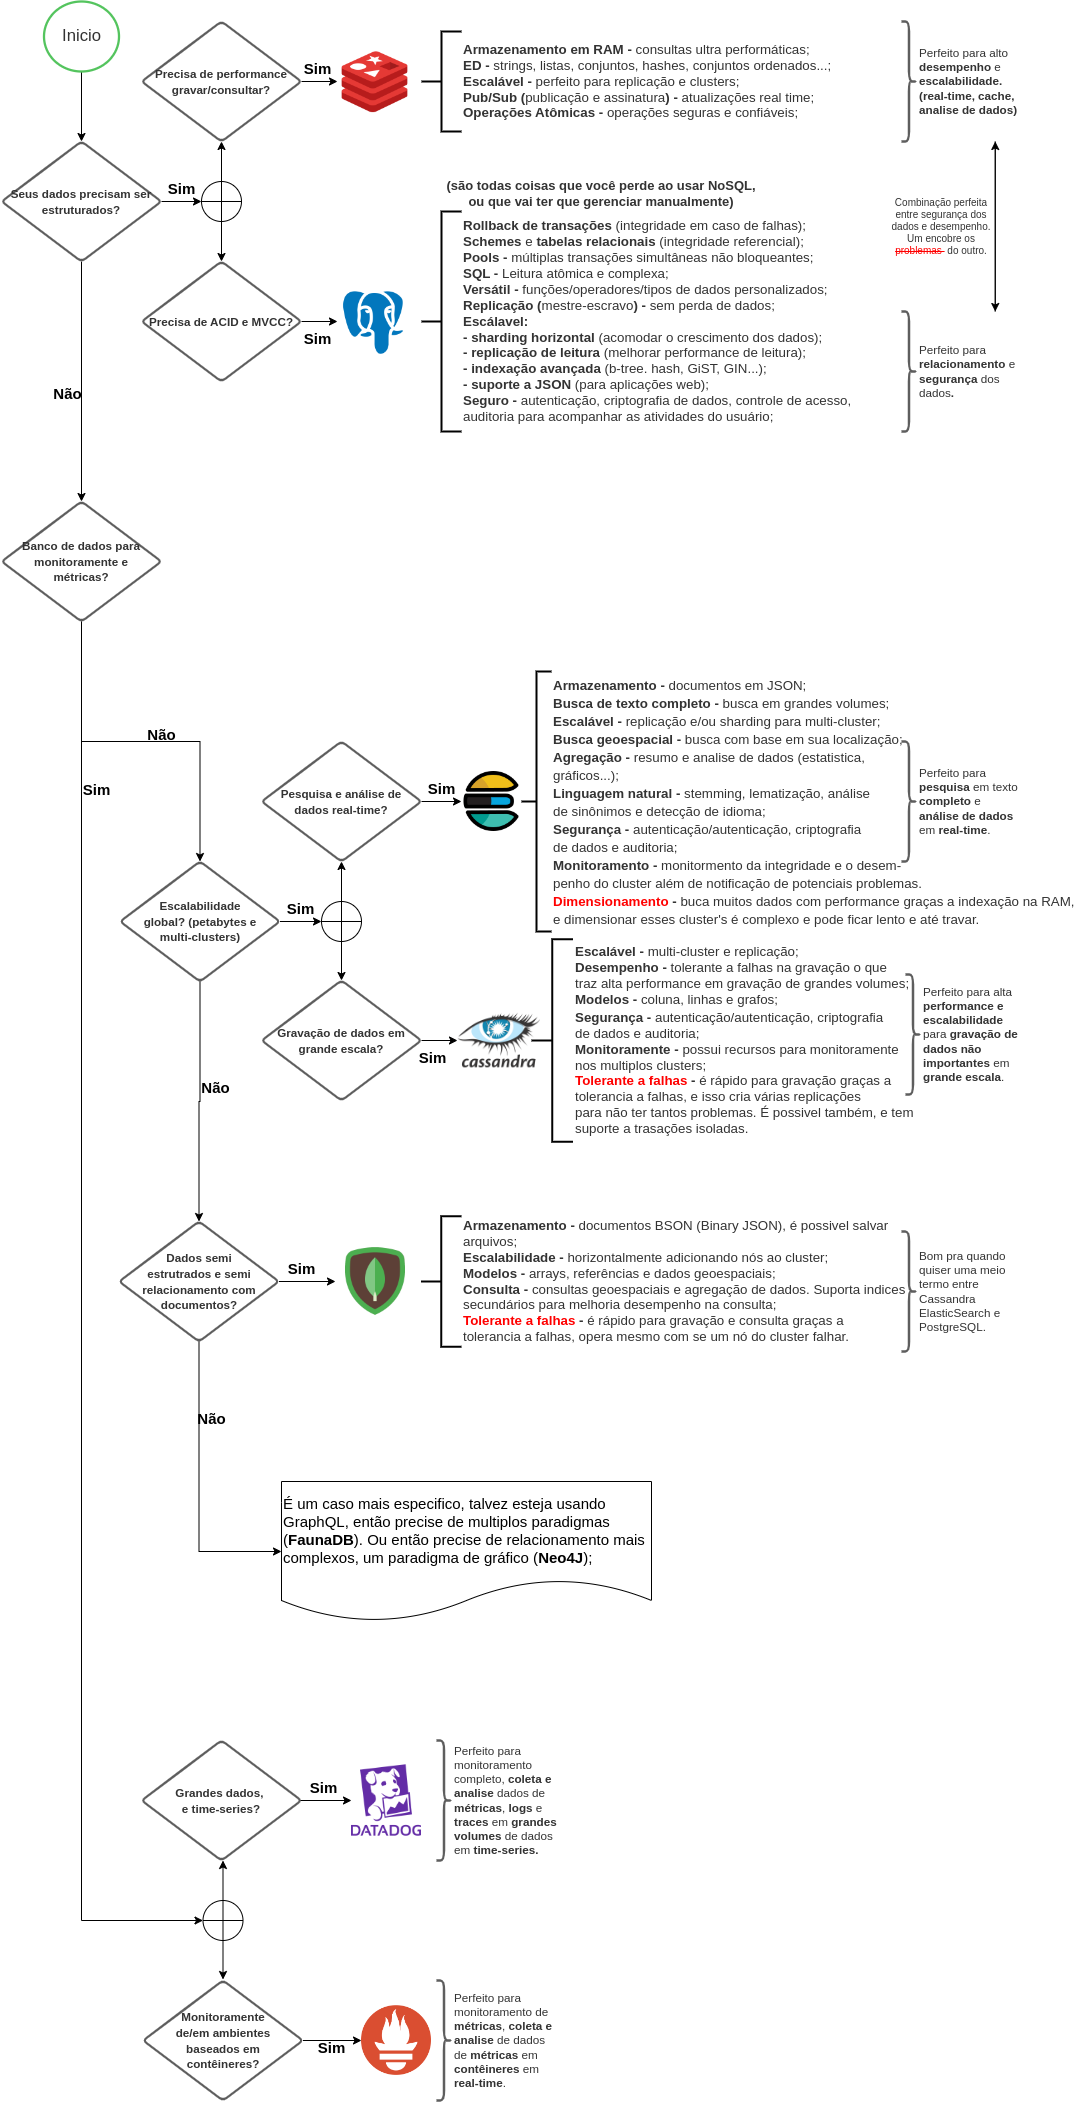 Inicio
Precisa de performance
gravar/consultar?
Sim
Armazenamento em RAM - consultas ultra performáticas;
ED - strings, listas, conjuntos, hashes, conjuntos ordenados...;
Escalável - perfeito para replicação e clusters;
Pub/Sub (publicação e assinatura) - atualizações real time;
Operações Atômicas - operações seguras e confiáveis;
Perfeito para alto
desempenho e
escalabilidade.
(real-time, cache,
analise de dados)
Seus dados precisam ser
estruturados?
Sim
(são todas coisas que você perde ao usar NoSQL,
ou que vai ter que gerenciar manualmente)
Combinação perfeita
entre segurança dos
dados e desempenho.
Um encobre os
problemas do outro.
Precisa de ACID e MVCC?
Sim
Rollback de transações (integridade em caso de falhas);
Schemes e tabelas relacionais (integridade referencial);
Pools - múltiplas transações simultâneas não bloqueantes;
SQL - Leitura atômica e complexa;
Versátil - funções/operadores/tipos de dados personalizados;
Replicação (mestre-escravo) - sem perda de dados;
Escálavel:
- sharding horizontal (acomodar o crescimento dos dados);
- replicação de leitura (melhorar performance de leitura);
- indexação avançada (b-tree. hash, GiST, GIN...);
- suporte a JSON (para aplicações web);
Seguro - autenticação, criptografia de dados, controle de acesso,
auditoria para acompanhar as atividades do usuário;
Perfeito para
relacionamento e
segurança dos
dados.
Não
Banco de dados para
monitoramente e
métricas?
Não
Sim
Pesquisa e análise de
dados real-time?
Sim
Armazenamento - documentos em JSON;
Busca de texto completo - busca em grandes volumes;
Escalável - replicação e/ou sharding para multi-cluster;
Busca geoespacial - busca com base em sua localização;
Agregação - resumo e analise de dados (estatistica,
gráficos...);
Linguagem natural - stemming, lematização, análise
de sinônimos e detecção de idioma;
Segurança - autenticação/autenticação, criptografia
de dados e auditoria;
Monitoramento - monitormento da integridade e o desem-
penho do cluster além de notificação de potenciais problemas.
Dimensionamento - buca muitos dados com performance graças a indexação na RAM,
e dimensionar esses cluster's é complexo e pode ficar lento e até travar.
Perfeito para
pesquisa em texto
completo e
análise de dados
em real-time.
Escalabilidade
global? (petabytes e
multi-clusters)
Sim
Gravação de dados em
grande escala?
Sim
cassandra
Escalável - multi-cluster e replicação;
Desempenho - tolerante a falhas na gravação o que
traz alta performance em gravação de grandes volumes;
Modelos - coluna, linhas e grafos;
Segurança - autenticação/autenticação, criptografia
de dados e auditoria;
Monitoramente - possui recursos para monitoramente
nos multiplos clusters;
Tolerante a falhas - é rápido para gravação graças a
tolerancia a falhas, e isso cria várias replicações
para não ter tantos problemas. É possivel também, e tem
suporte a trasações isoladas.
Perfeito para alta
performance e
escalabilidade
para gravação de
dados não
importantes em
grande escala.
Não
Dados semi
estrutrados e semi
relacionamento com
documentos?
Sim
Armazenamento - documentos BSON (Binary JSON), é possivel salvar
arquivos;
Escalabilidade - horizontalmente adicionando nós ao cluster;
Modelos - arrays, referências e dados geoespaciais;
Consulta - consultas geoespaciais e agregação de dados. Suporta indices
secundários para melhoria desempenho na consulta;
Tolerante a falhas - é rápido para gravação e consulta graças a
tolerancia a falhas, opera mesmo com se um nó do cluster falhar.
Bom pra quando
quiser uma meio
termo entre
Cassandra
ElasticSearch e
PostgreSQL.
Não
É um caso mais especifico, talvez esteja usando
GraphQL, então precise de multiplos paradigmas
(FaunaDB). Ou então precise de relacionamento mais
complexos, um paradigma de gráfico (Neo4J);
Grandes dados,
e time-series?
Sim
DATADOG
Perfeito para
monitoramento
completo, coleta e
analise dados de
métricas, logs e
traces em grandes
volumes de dados
em time-series.
Monitoramente
de/em ambientes
baseados em
contêineres?
Sim
Perfeito para
monitoramento de
métricas, coleta e
analise de dados
de métricas em
contêineres em
real-time.